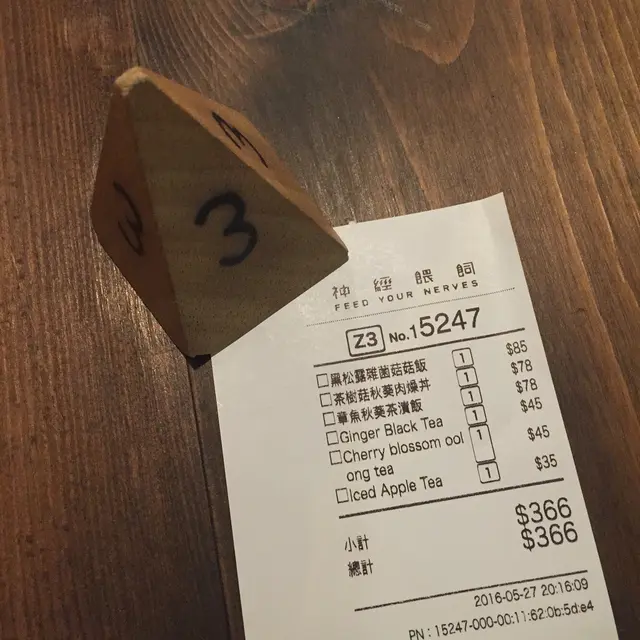 3
3
3
神經餵飼
FEED YOUR NERVES
Z3 No.15247
□黑松露雜菌菇菇飯 1 $85
□茶樹菇秋葵肉燥丼 1 $78
□章魚秋葵茶漬飯 1 $78
□Ginger Black Tea 1 $45
□Cherry blossom ool 1 $45
ong tea
□Iced Apple Tea 1 $35
小計 $366
總計 $366
2016-05-27 20:16:09
PN : 15247-000-00:11:62:0b:5d:e4